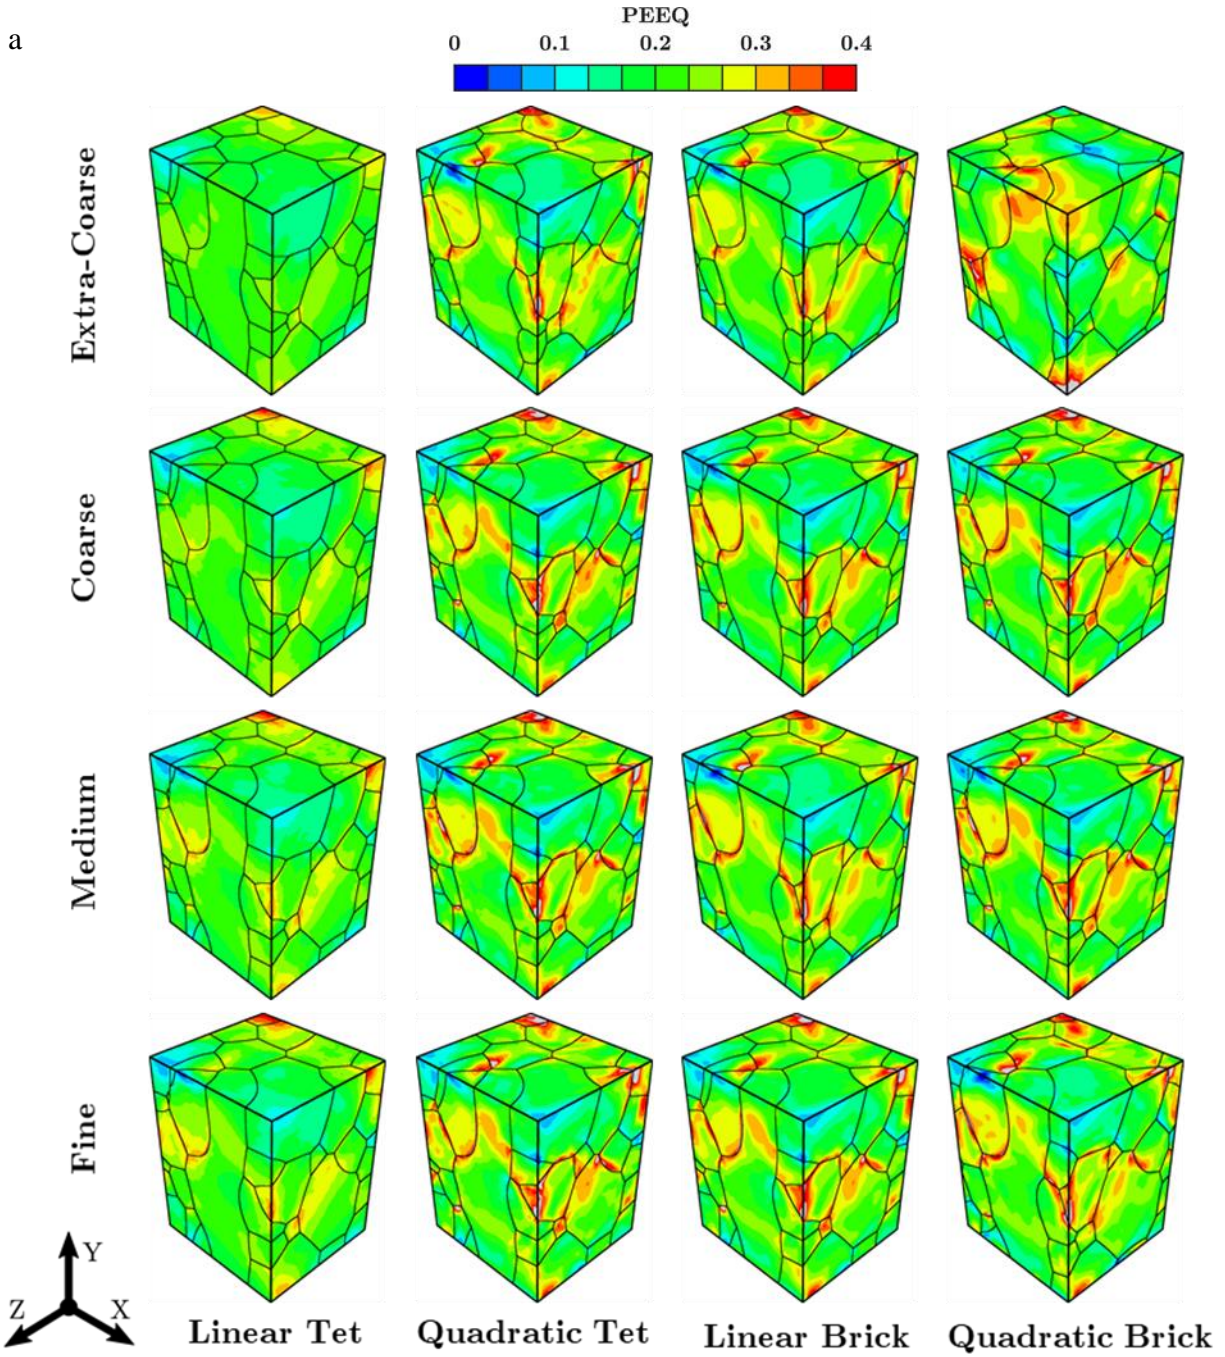 PEEQ
a
0 0.1 0.2 0.3 0.4
Extra-Coarse
Coarse
Medium
Fine
Y
Z X
Linear Tet Quadratic Tet Linear Brick Quadratic Brick